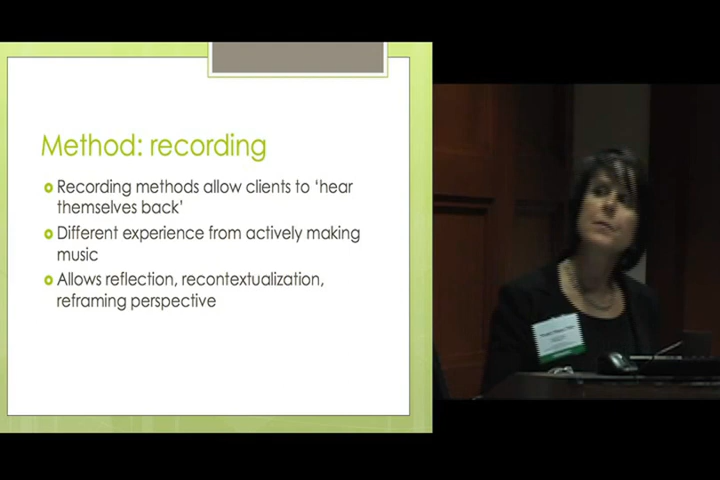 Method: recording
Recording methods allow clients to ‘hear
themselves back’
Different experience from actively making
music
Allows reflection, recontextualization,
reframing perspective